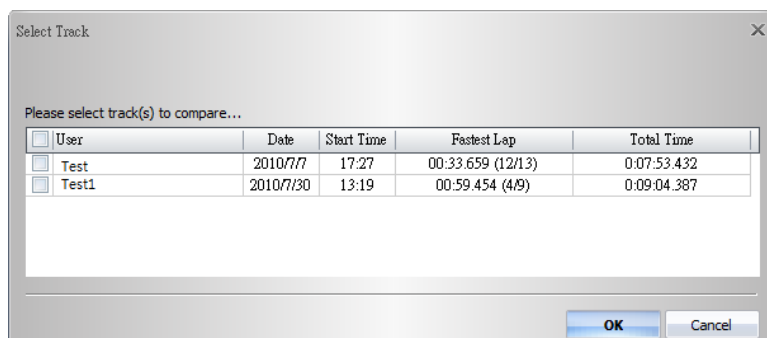 Select Track
Please select track(s) to compare...
User Date Start Time Fastest Lap Total Time
Test 2010/7/7 17:27 00:33.659 (12/13) 0:07:53.432
Test1 2010/7/30 13:19 00:59.454 (4/9) 0:09:04.387
OK Cancel